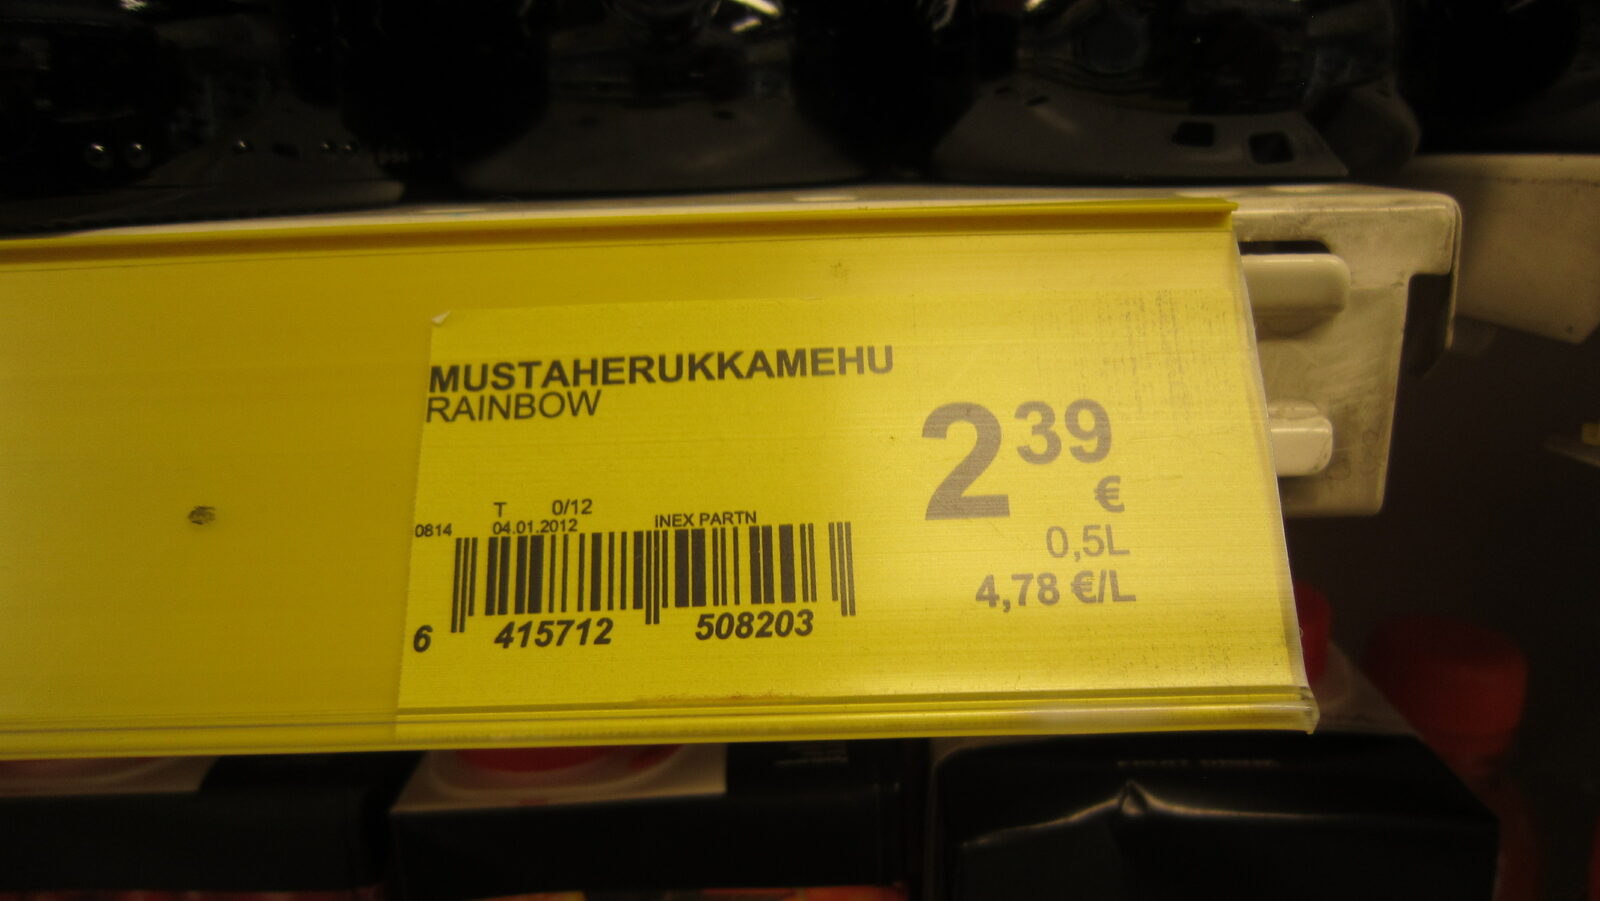 MUSTAHERUKKAMEHU
RAINBOW
2 39
€
0,5L
4,78 €/L
T 0/12
0814 04.01.2012 INEX PARTN
6 415712 508203